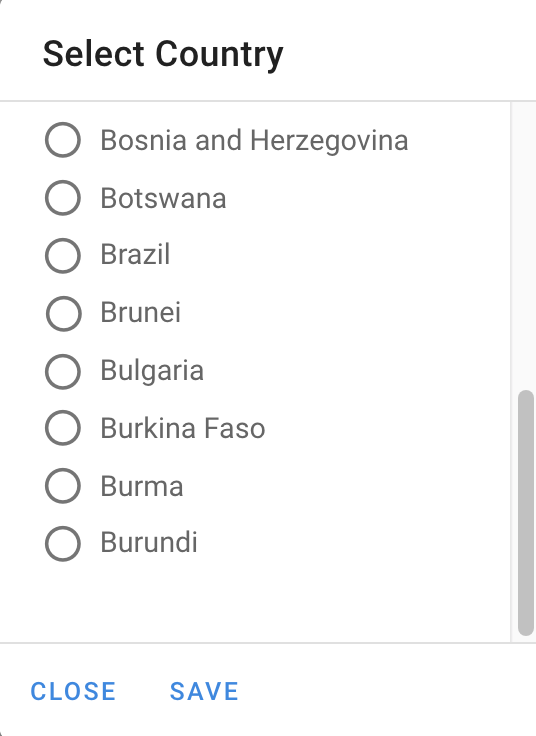 Select Country
Bosnia and Herzegovina
Botswana
Brazil
Brunei
Bulgaria
Burkina Faso
Burma
Burundi
CLOSE SAVE